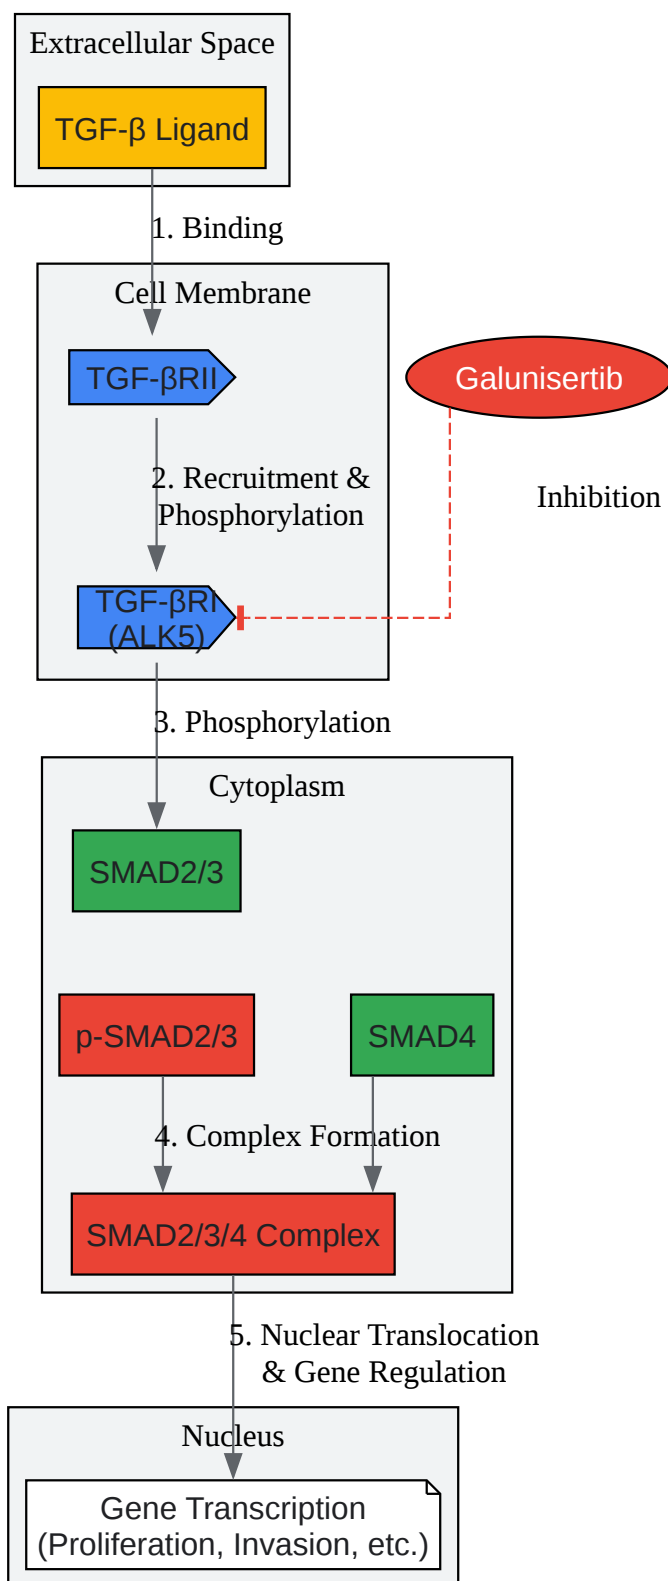 Extracellular Space
TGF-β Ligand
1. Binding
Cell Membrane
TGF-βRII
Galunisertib
2. Recruitment &
Phosphorylation
Inhibition
TGF-βRI
(ALK5)
3. Phosphorylation
Cytoplasm
SMAD2/3
p-SMAD2/3
SMAD4
4. Complex Formation
SMAD2/3/4 Complex
5. Nuclear Translocation
& Gene Regulation
Nucleus
Gene Transcription
(Proliferation, Invasion, etc.)